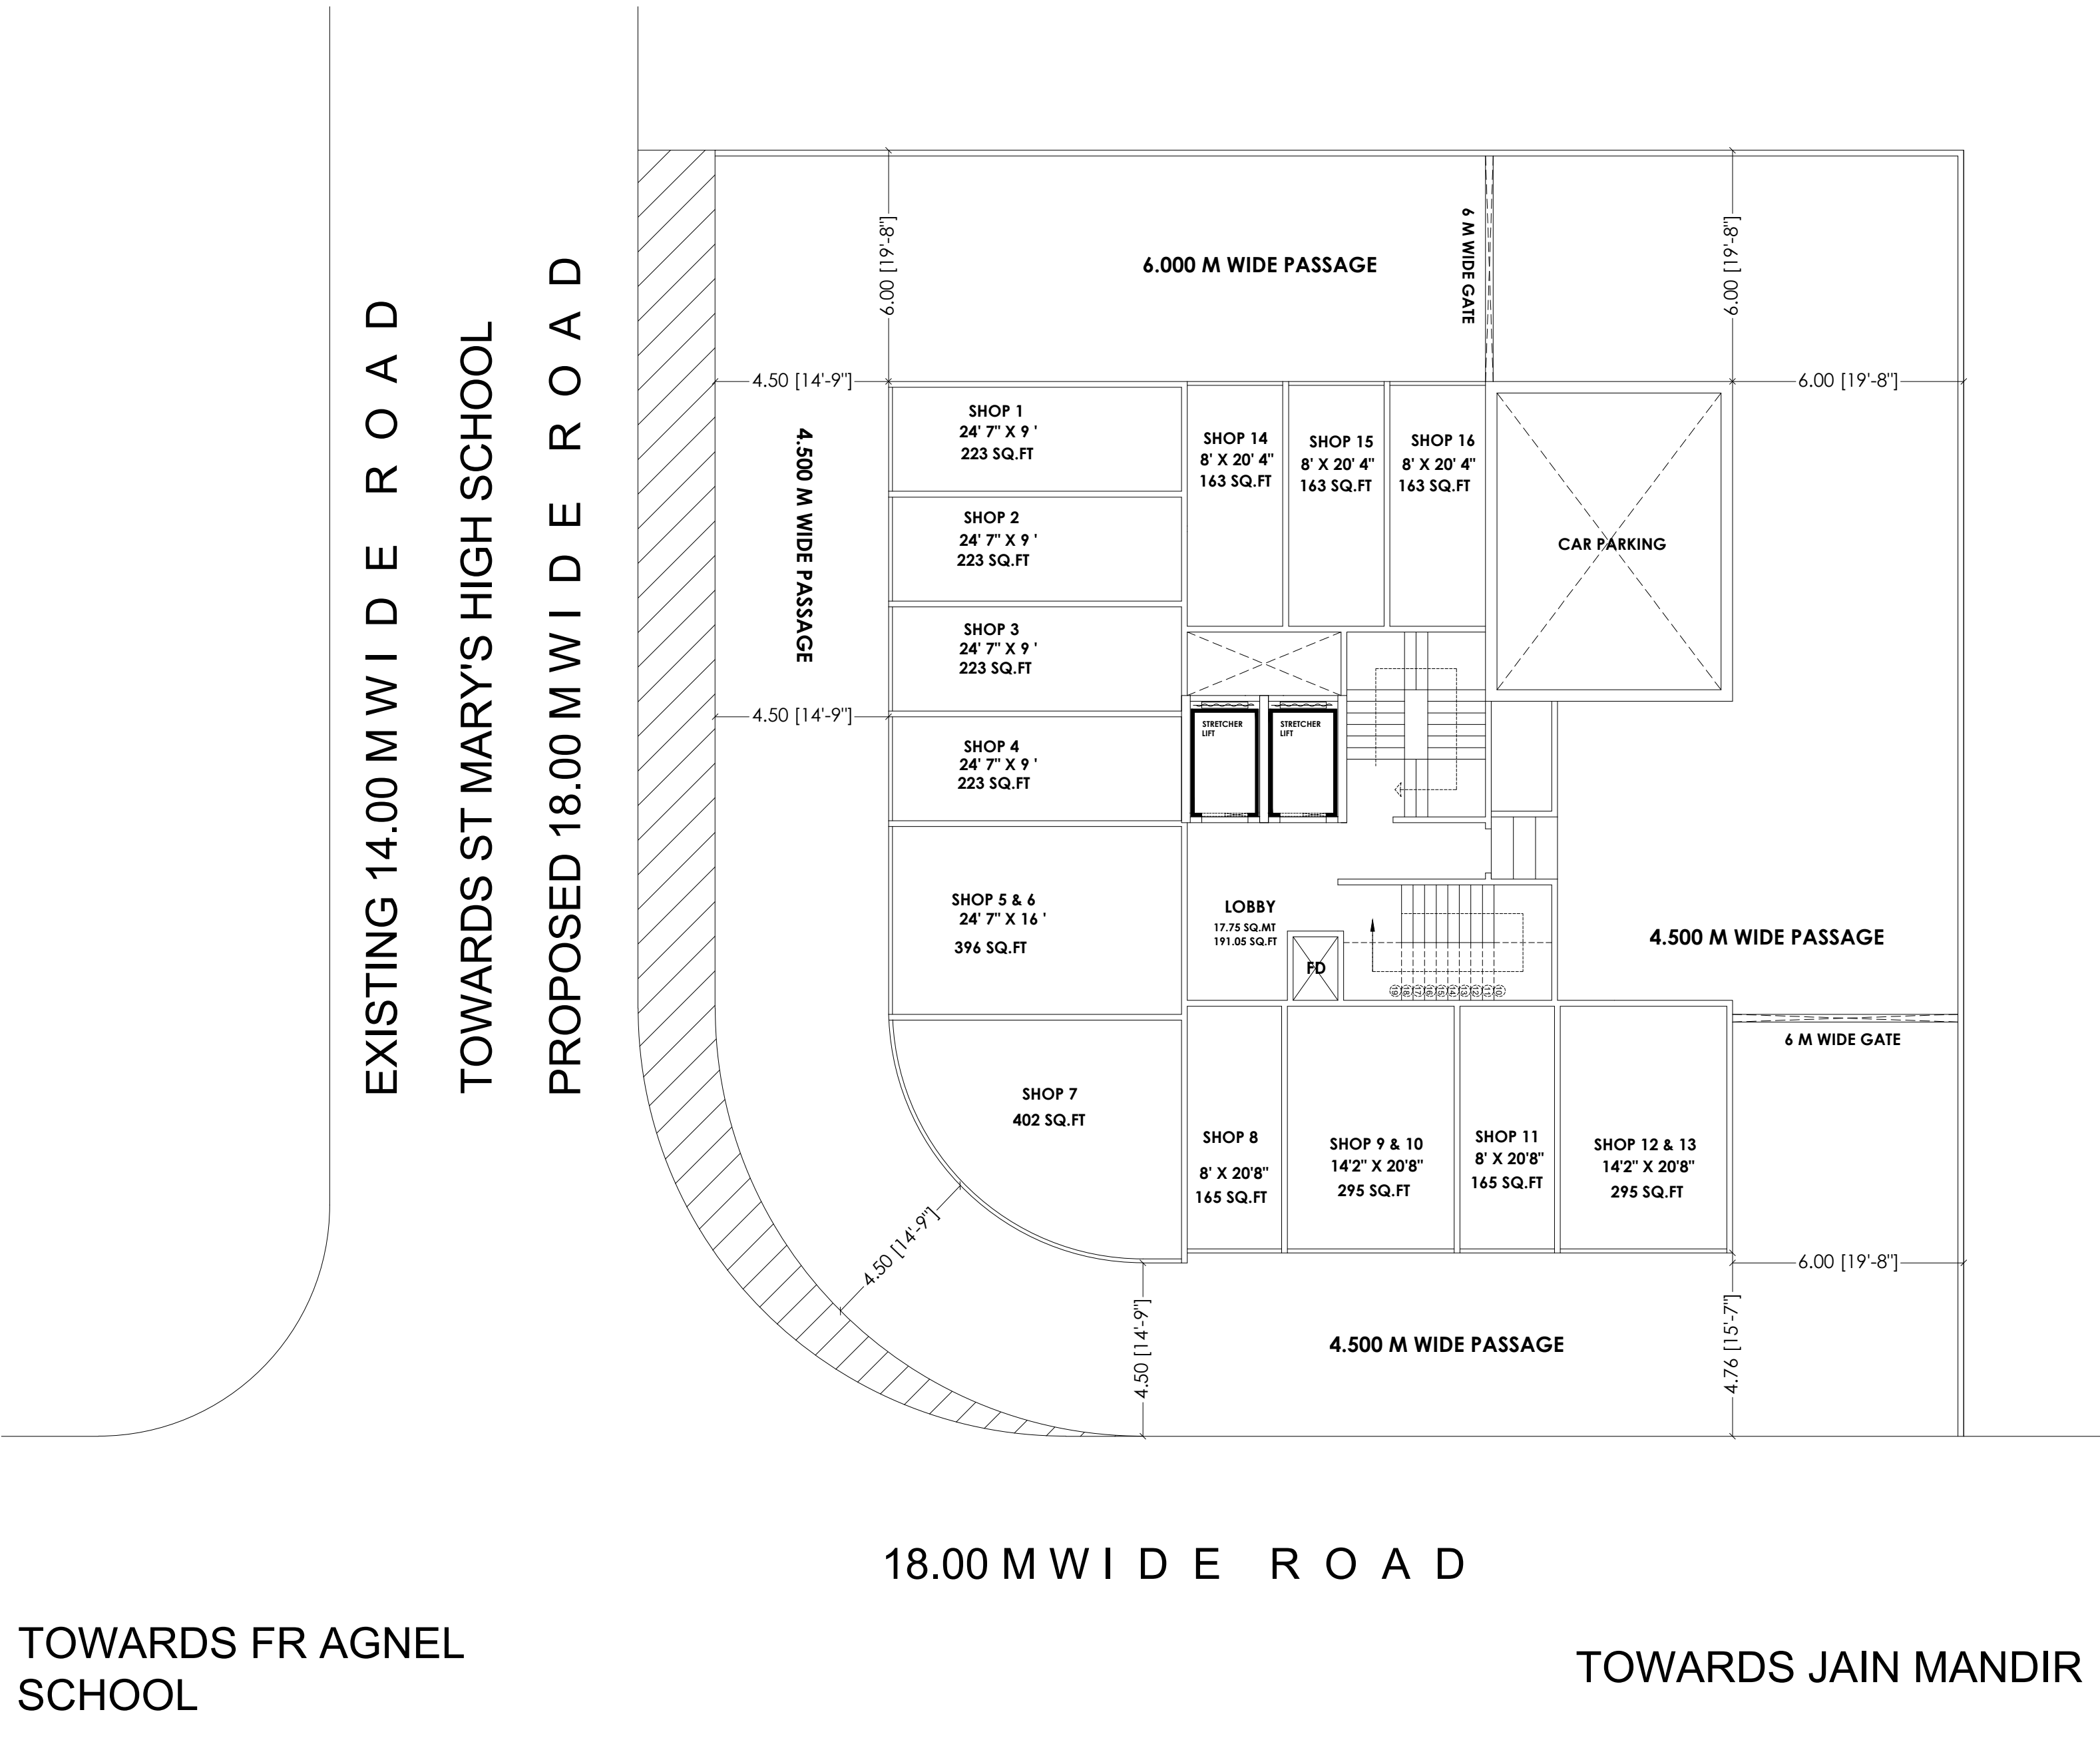 EXISTING 14.00 M WIDE ROAD
TOWARDS ST MARY'S HIGH SCHOOL
PROPOSED 18.00 M WIDE ROAD
6.00 [19'-8"]
6.000 M WIDE PASSAGE
6 M WIDE GATE
6.00 [19'-8"]
4.50 [14'-9"]
6.00 [19'-8"]
4.500 M WIDE PASSAGE
SHOP 1
24' 7" X 9 '
223 SQ.FT
SHOP 14
8' X 20' 4"
163 SQ.FT
SHOP 15
8' X 20' 4"
163 SQ.FT
SHOP 16
8' X 20' 4"
163 SQ.FT
CAR PARKING
SHOP 2
24' 7" X 9 '
223 SQ.FT
SHOP 3
24' 7" X 9 '
223 SQ.FT
4.50 [14'-9"]
SHOP 4
24' 7" X 9 '
223 SQ.FT
STRETCHER
LIFT
STRETCHER
LIFT
SHOP 5 & 6
24' 7" X 16 '
396 SQ.FT
LOBBY
17.75 SQ.MT
191.05 SQ.FT
FD
4.500 M WIDE PASSAGE
6 M WIDE GATE
SHOP 7
402 SQ.FT
SHOP 8
8' X 20'8"
165 SQ.FT
SHOP 9 & 10
14'2" X 20'8"
295 SQ.FT
SHOP 11
8' X 20'8"
165 SQ.FT
SHOP 12 & 13
14'2" X 20'8"
295 SQ.FT
4.50 [14'-9"]
6.00 [19'-8"]
4.50 [14'-9"]
4.500 M WIDE PASSAGE
4.76 [15'-7"]
18.00 M WIDE ROAD
TOWARDS FR AGNEL
SCHOOL
TOWARDS JAIN MANDIR